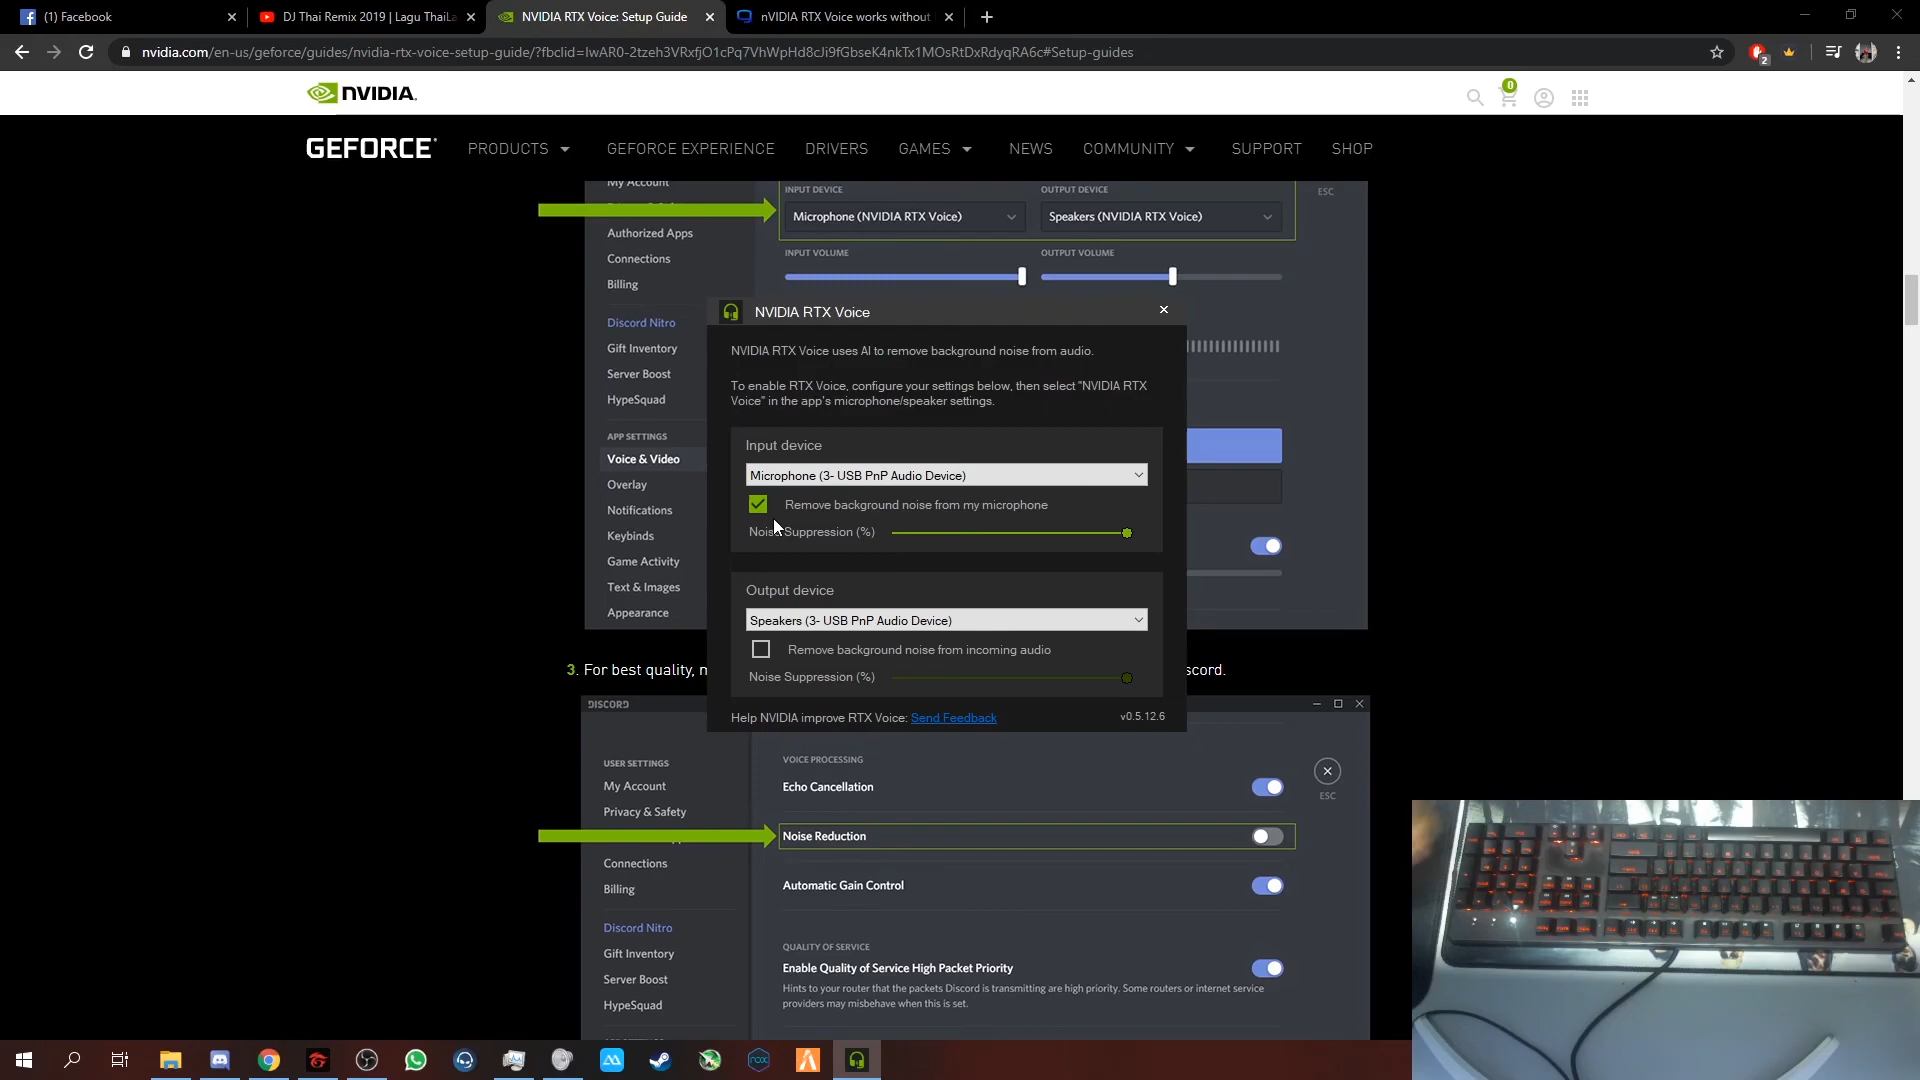 (1) Facebook
DJ Thai Remix 2019 | Lagu ThaiLa
NVIDIA RTX Voice: Setup Guide
nVIDIA RTX Voice works without
nvidia.com/en-us/geforce/guides/nvidia-rtx-voice-setup-guide/?fbclid=IwAR0-2tzeh3VRxfjO1cPq7VhWpHd8cJi9fGbseK4nkTx1MOsRtDxRdyqRA6c#Setup-guides
2
NVIDIA.
0
GEFORCE
PRODUCTS
GEFORCE EXPERIENCE
DRIVERS
GAMES
NEWS
COMMUNITY
SUPPORT
SHOP
My Account
INPUT DEVICE
OUTPUT DEVICE
ESC
Microphone (NVIDIA RTX Voice)
Speakers (NVIDIA RTX Voice)
Authorized Apps
Connections
INPUT VOLUME
OUTPUT VOLUME
Billing
Discord Nitro
Gift Inventory
Server Boost
HypeSquad
APP SETTINGS
Voice & Video
Overlay
Notifications
Keybinds
Game Activity
Text & Images
Appearance
NVIDIA RTX Voice
NVIDIA RTX Voice uses AI to remove background noise from audio.
To enable RTX Voice, configure your settings below, then select "NVIDIA RTX
Voice" in the app's microphone/speaker settings.
Input device
Microphone (3- USB PnP Audio Device)
Remove background noise from my microphone
Noise Suppression (%)
Output device
Speakers (3- USB PnP Audio Device)
Remove background noise from incoming audio
Noise Suppression (%)
Help NVIDIA improve RTX Voice: Send Feedback
v0.5.12.6
3. For best quality,
scord.
DISCORD
USER SETTINGS
My Account
Privacy & Safety
Connections
Billing
Discord Nitro
Gift Inventory
Server Boost
HypeSquad
VOICE PROCESSING
Echo Cancellation
ESC
Noise Reduction
Automatic Gain Control
QUALITY OF SERVICE
Enable Quality of Service High Packet Priority
Hints to your router that the packets Discord is transmitting are high priority. Some routers or internet service
providers may misbehave when this is set.